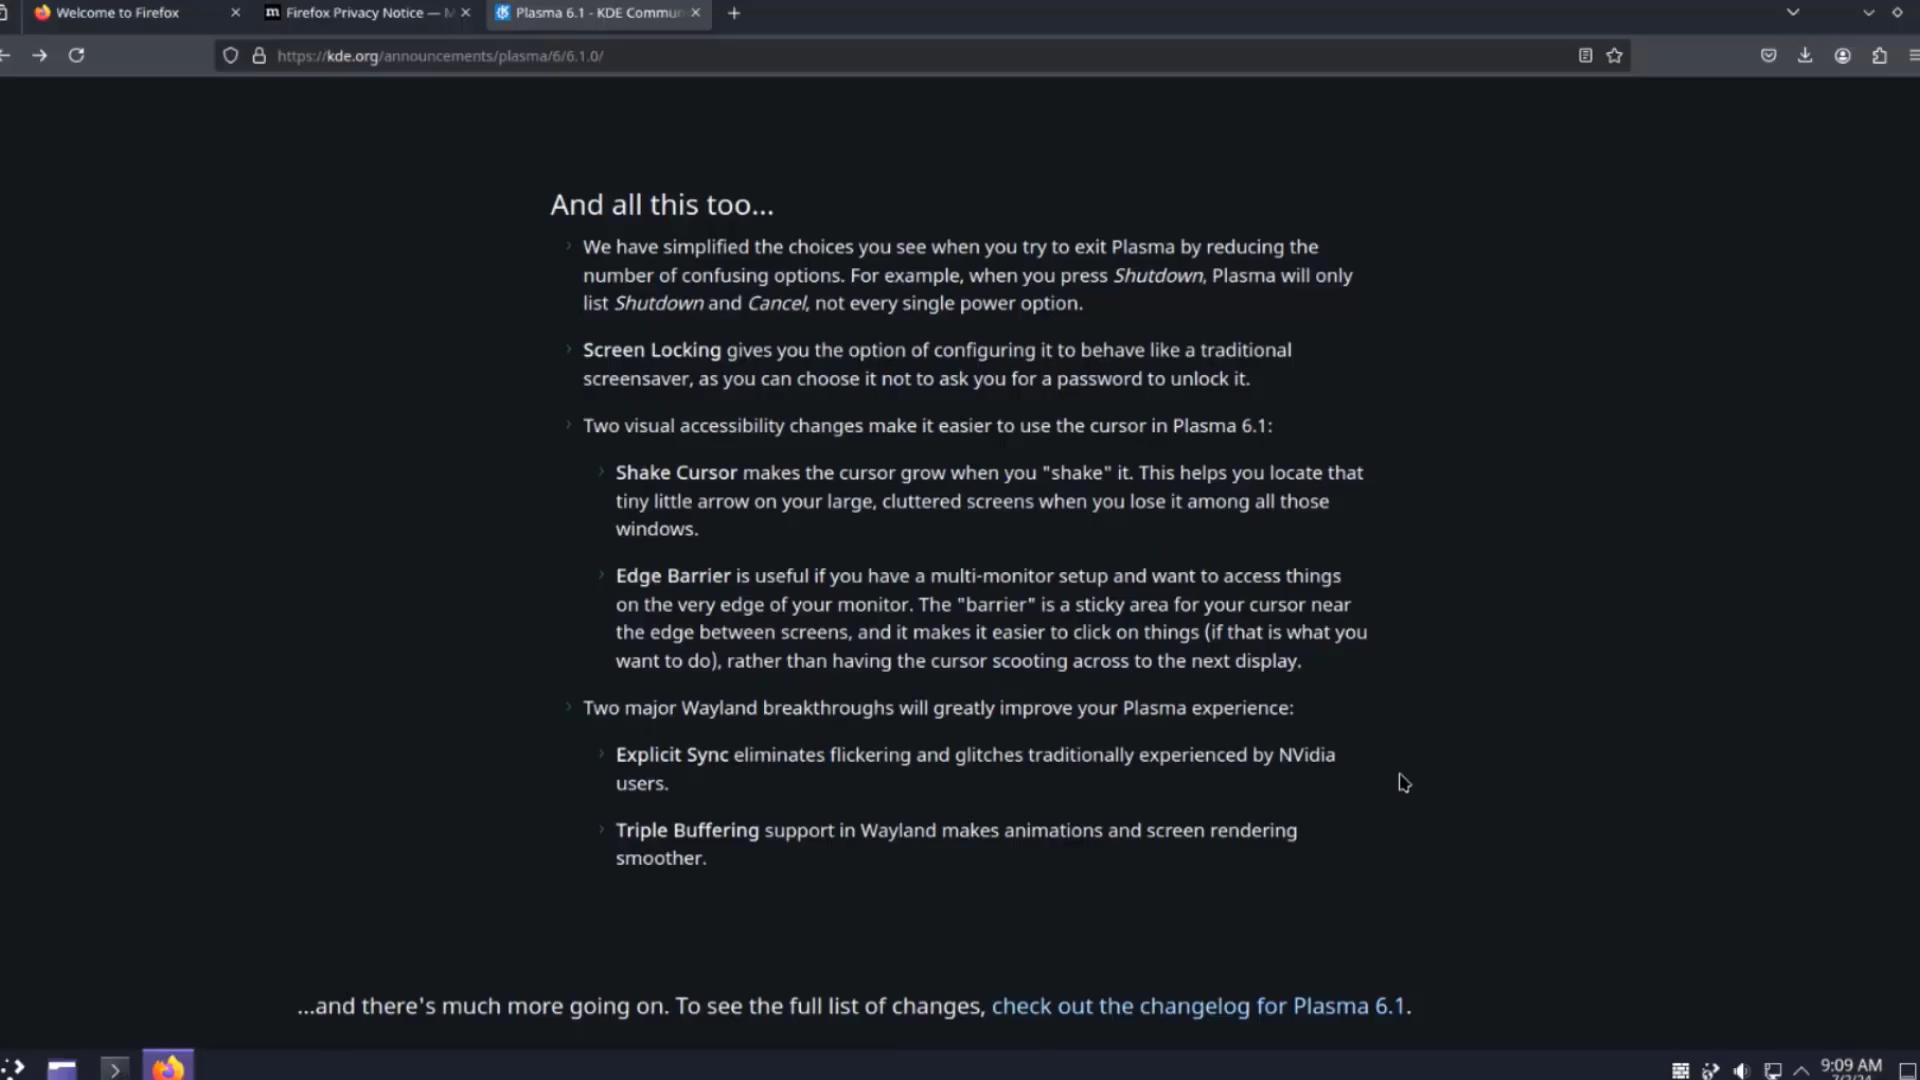 Welcome to Firefox
Firefox Privacy Notice —
Plasma 6.1 - KDE Commun
https://kde.org/announcements/plasma/6/6.1.0/
And all this too...
We have simplified the choices you see when you try to exit Plasma by reducing the
number of confusing options. For example, when you press Shutdown, Plasma will only
list Shutdown and Cancel, not every single power option.
Screen Locking gives you the option of configuring it to behave like a traditional
screensaver, as you can choose it not to ask you for a password to unlock it.
Two visual accessibility changes make it easier to use the cursor in Plasma 6.1:
Shake Cursor makes the cursor grow when you "shake" it. This helps you locate that
tiny little arrow on your large, cluttered screens when you lose it among all those
windows.
Edge Barrier is useful if you have a multi-monitor setup and want to access things
on the very edge of your monitor. The "barrier" is a sticky area for your cursor near
the edge between screens, and it makes it easier to click on things (if that is what you
want to do), rather than having the cursor scooting across to the next display.
Two major Wayland breakthroughs will greatly improve your Plasma experience:
Explicit Sync eliminates flickering and glitches traditionally experienced by NVidia
users.
Triple Buffering support in Wayland makes animations and screen rendering
smoother.
...and there's much more going on. To see the full list of changes, check out the changelog for Plasma 6.1.
9:09 AM